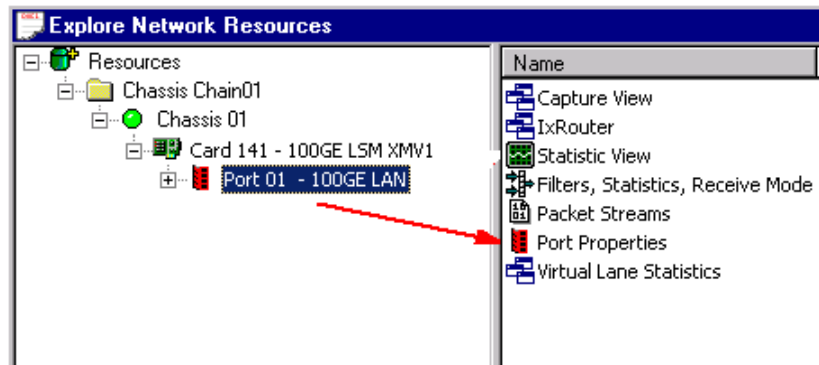 Explore Network Resources
Resources
Chassis Chain01
Chassis 01
Card 141 - 100GE LSM XMV1
Port 01 - 100GE LAN
Name
Capture View
IxRouter
Statistic View
Filters, Statistics, Receive Mode
Packet Streams
Port Properties
Virtual Lane Statistics